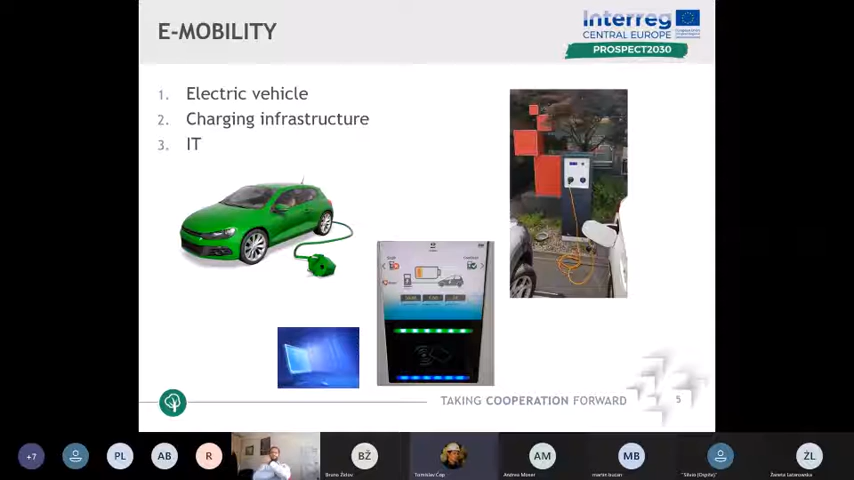 E-MOBILITY
Interreg
CENTRAL EUROPE
PROSPECT2030
1. Electric vehicle
2. Charging infrastructure
3. IT
TAKING COOPERATION FORWARD
5
+7
PL
AB
R
BŽ
AM
MB
ŽL